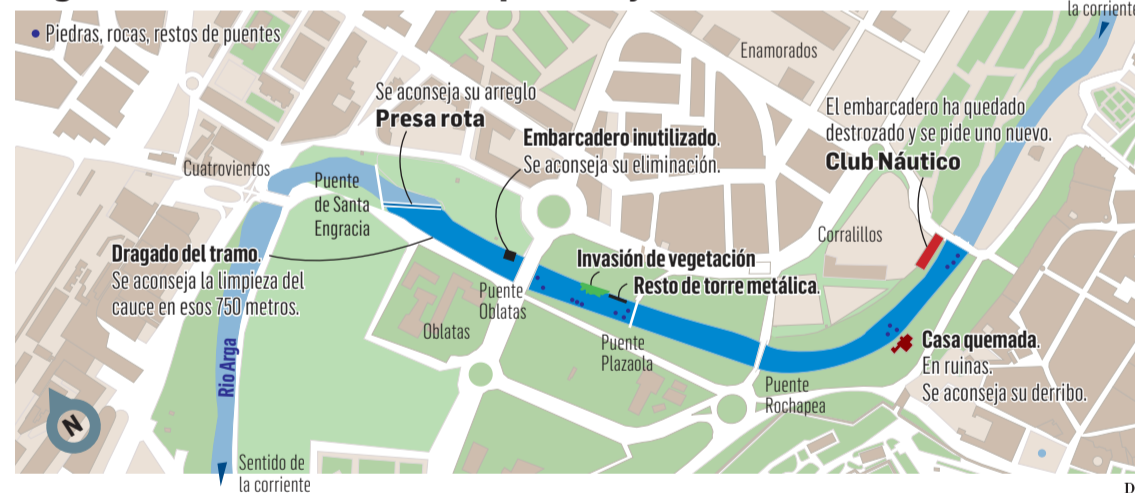 la corriente
• Piedras, rocas, restos de puentes
Enamorados
Se aconseja su arreglo
Presa rota
Embarcadero inutilizado.
Se aconseja su eliminación.
El embarcadero ha quedado
destrozado y se pide uno nuevo.
Club Náutico
Cuatrovientos
Puente
de Santa
Engracia
Corralillos
Dragado del tramo.
Se aconseja la limpieza del
cauce en esos 750 metros.
Invasión de vegetación
Resto de torre metálica.
Puente
Oblatas
Oblatas
Puente
Plazaola
Casa quemada.
En ruinas.
Se aconseja su derribo.
Puente
Rochapea
Río Arga
N
Sentido de
la corriente
D